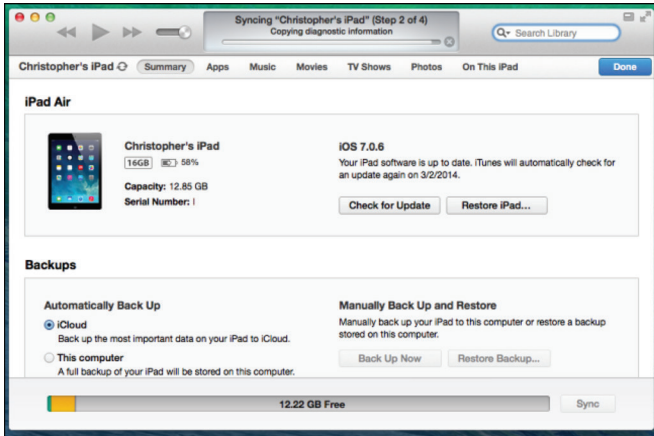 Syncing "Christopher's iPad" (Step 2 of 4)
Copying diagnostic information
Search Library
Christopher's iPad Summary Apps Music Movies TV Shows Photos On This iPad Done
iPad Air
Christopher's iPad
16GB 58%
Capacity: 12.85 GB
Serial Number:
iOS 7.0.6
Your iPad software is up to date. iTunes will automatically check for
an update again on 3/2/2014.
Check for Update Restore iPad...
Backups
Automatically Back Up
iCloud
Back up the most important data on your iPad to iCloud.
This computer
A full backup of your iPad will be stored on this computer.
Manually Back Up and Restore
Manually back up your iPad to this computer or restore a backup
stored on this computer.
Back Up Now Restore Backup...
12.22 GB Free Sync